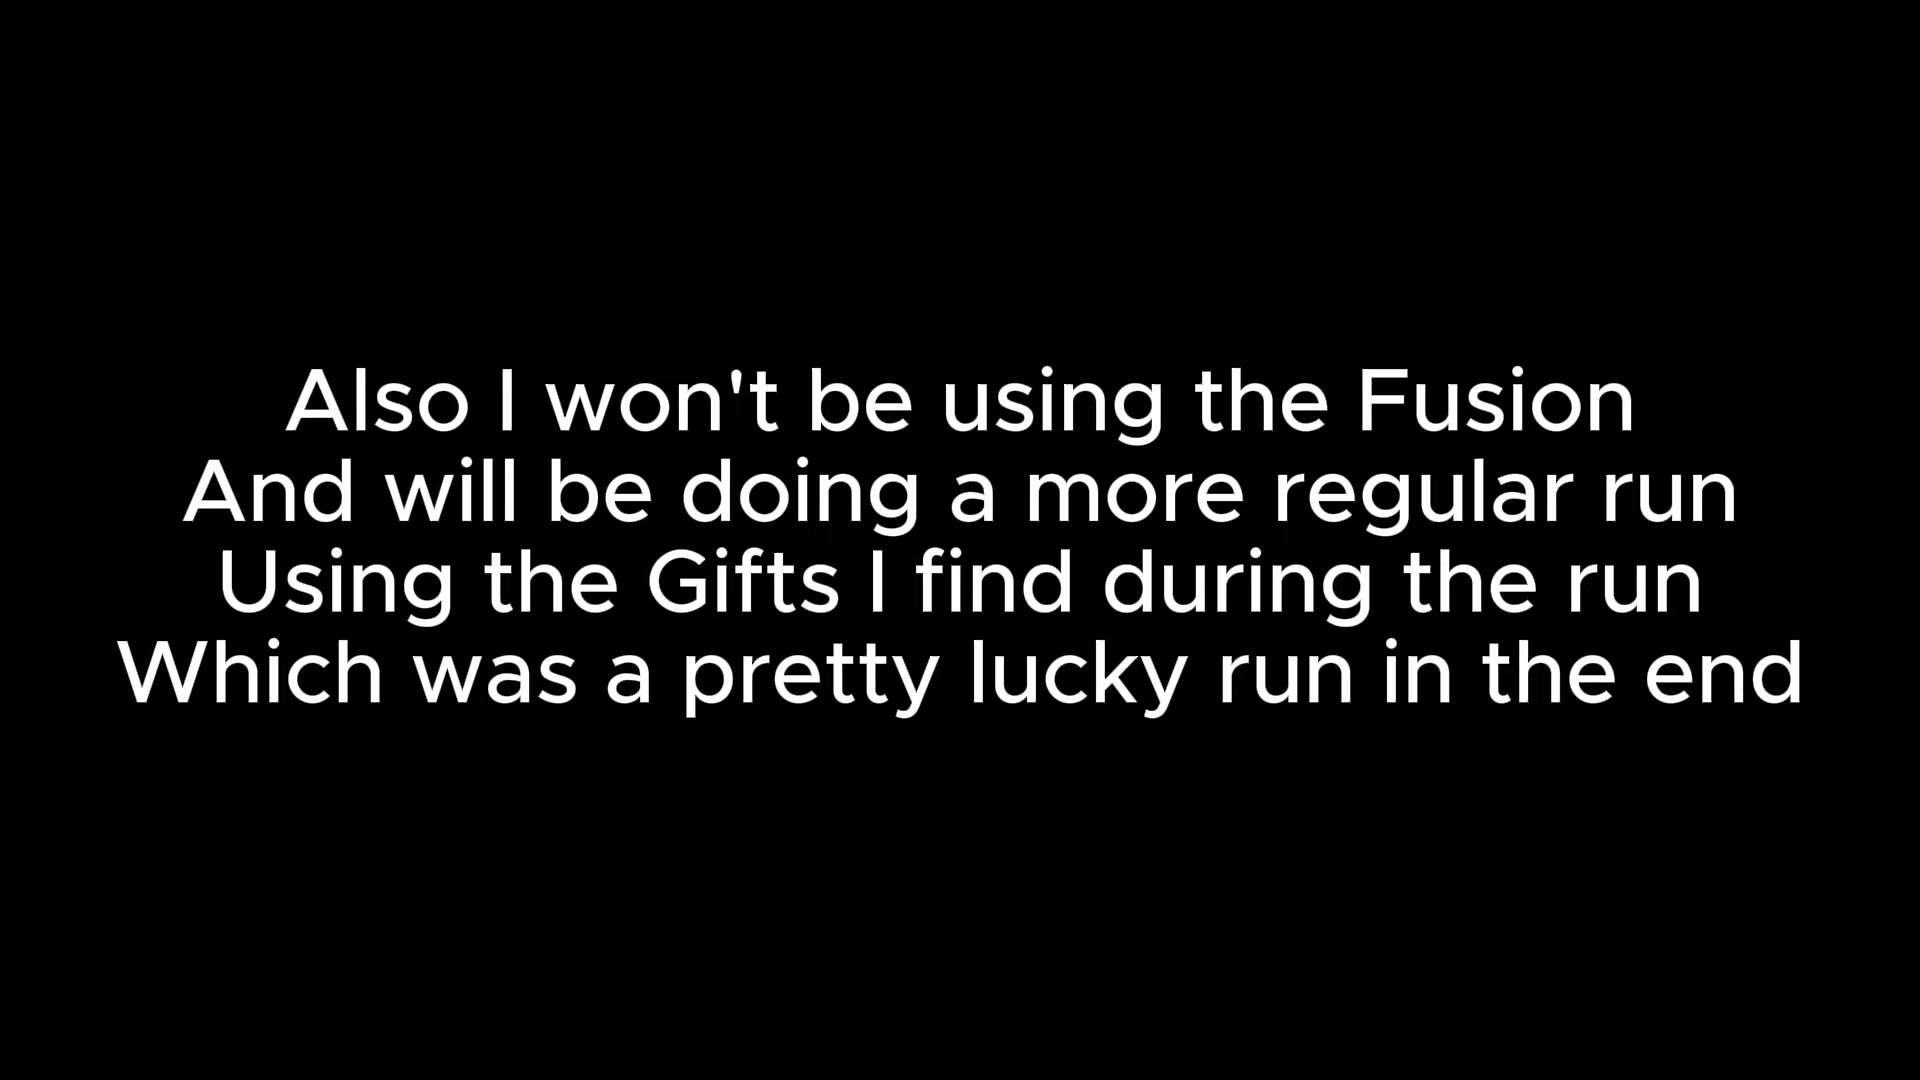 Also I won't be using the Fusion
And will be doing a more regular run
Using the Gifts I find during the run
Which was a pretty lucky run in the end